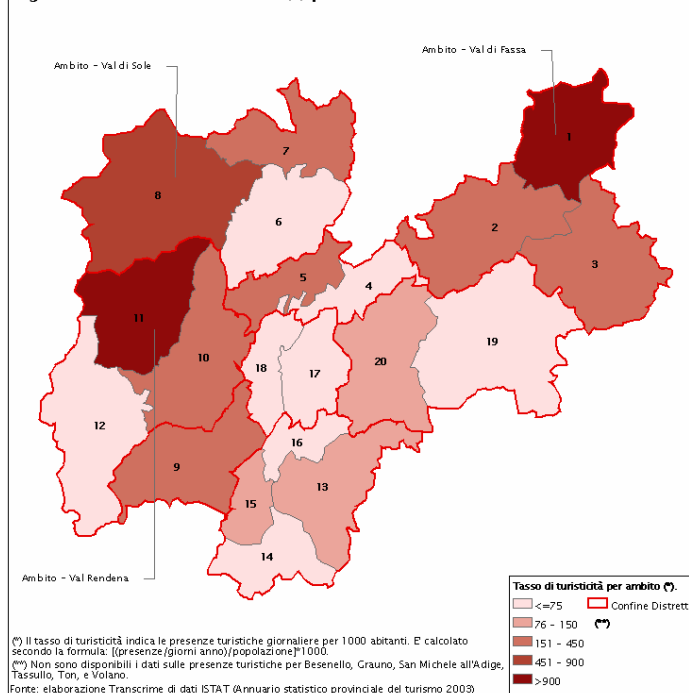 Ambito - Val di Fassa
Ambito - Val di Sole
1
7
8
6
2
3
5
4
11
10
19
20
18
17
12
16
9
13
15
14
Ambito - Val Rendena
Tasso di turisticità per ambito (*).
<=75
Confine Distrett
76 - 150
(**)
151 - 450
451 - 900
>900
(*) Il tasso di turisticità indica le presenze turistiche giornaliere per 1000 abitanti. E' calcolato
secondo la formula: [(presenze/giorni anno)/popolazione]*1000.
(**) Non sono disponibili i dati sulle presenze turistiche per Besenello, Grauno, San Michele all'Adige,
Tassullo, Ton, e Volano.
Fonte: elaborazione Transcrime di dati ISTAT (Annuario statistico provinciale del turismo 2003)